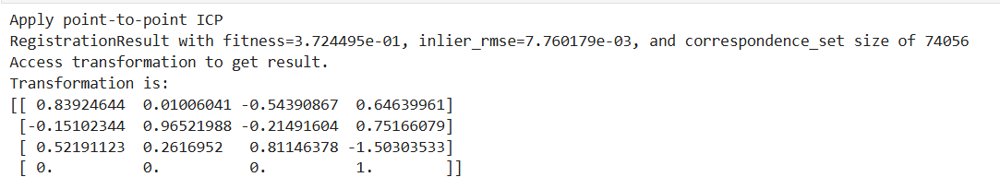 Apply point-to-point ICP
RegistrationResult with fitness=3.724495e-01, inlier_rmse=7.760179e-03, and correspondence_set size of 74056
Access transformation to get result.
Transformation is:
[[ 0.83924644  0.01006041 -0.54390867  0.64639961]
 [-0.15102344  0.96521988 -0.21491604  0.75166079]
 [ 0.52191123  0.2616952   0.81146378 -1.50303533]
 [ 0.          0.          0.          1.        ]]